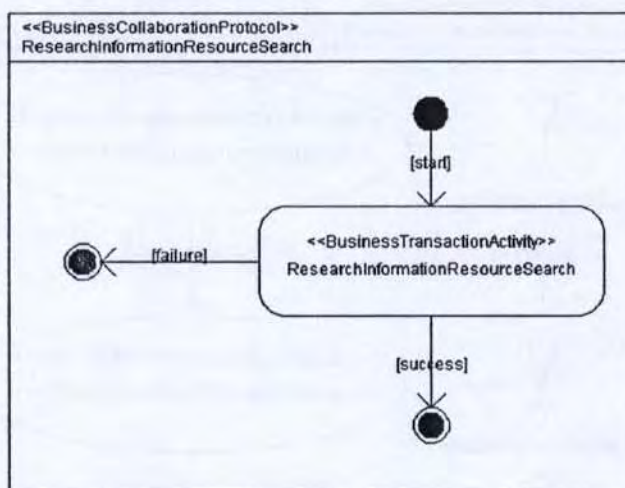 <<BusinessCollaborationProtocol>>
ResearchInformationResourceSearch
[start]
<<BusinessTransactionActivity>>
ResearchInformationResourceSearch
[failure]
[success]